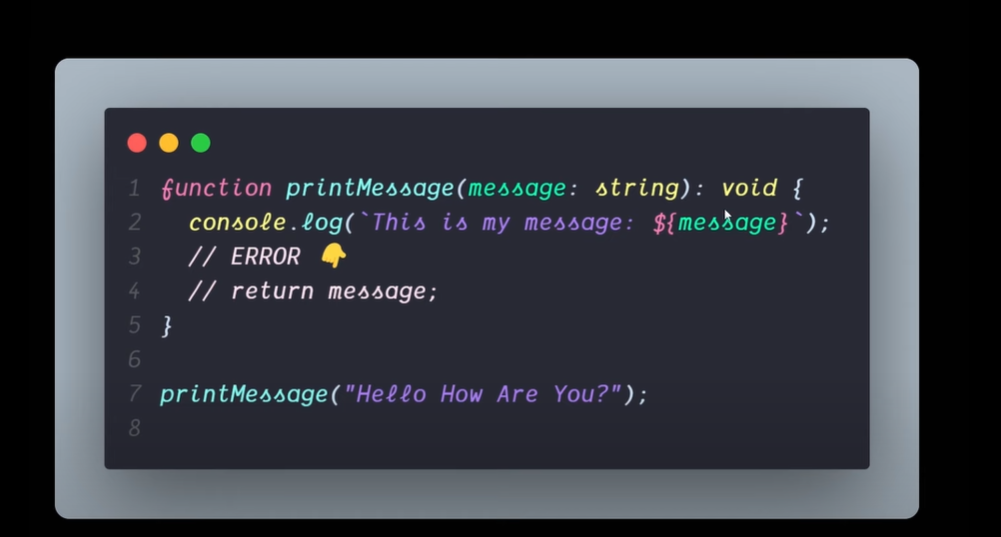 1 function printMessage(message: string): void {
2   console.log(`This is my message: ${message}`);
3   // ERROR 👇
4   // return message;
5 }
6
7 printMessage("Hello How Are You?");
8